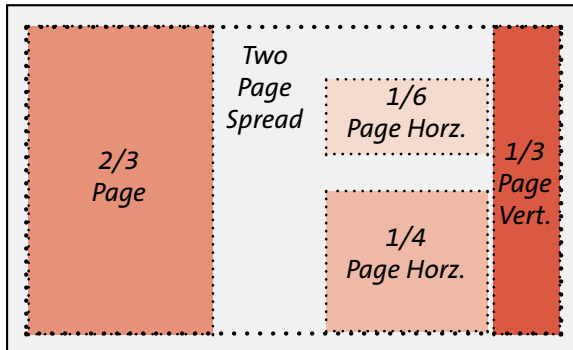 2/3
Page
Two
Page
Spread
1/6
Page Horz.
1/4
Page Horz.
1/3
Page
Vert.